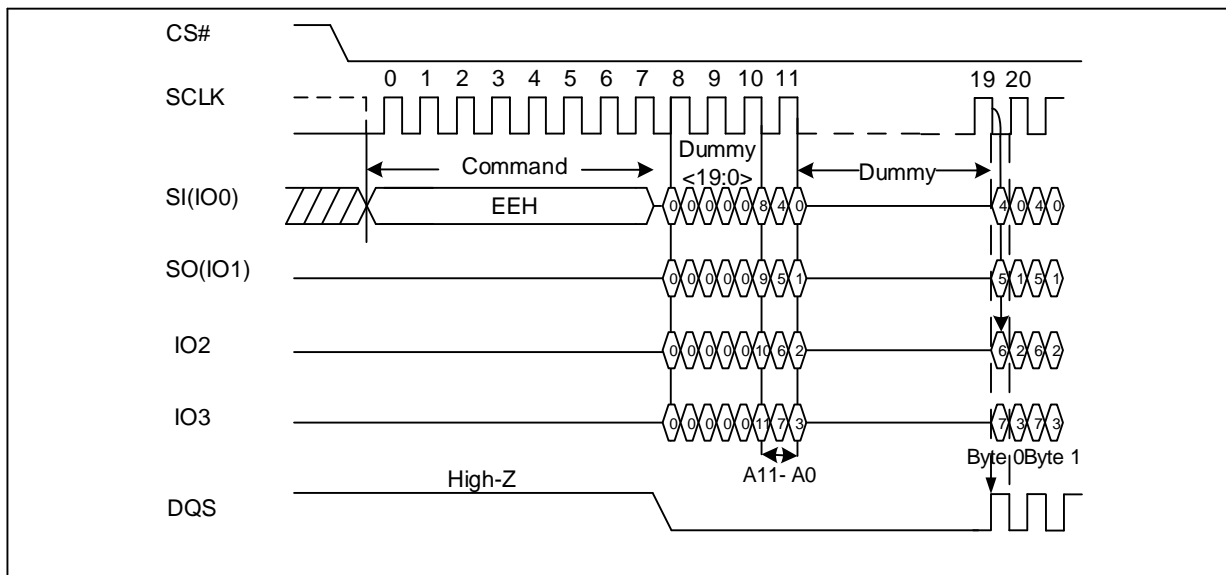 CS#
0 1 2 3 4 5 6 7 8 9 10 11 19 20
SCLK
Command
Dummy
<19:0>
Dummy
SI(IO0)
EEH
0 0 0 0 0 8 4 0 4 0 4 0
SO(IO1)
0 0 0 0 0 9 5 1 5 1 5 1
IO2
0 0 0 0 0 10 6 2 6 2 6 2
IO3
0 0 0 0 0 11 7 3 7 3 7 3
A11- A0
Byte 0 Byte 1
High-Z
DQS